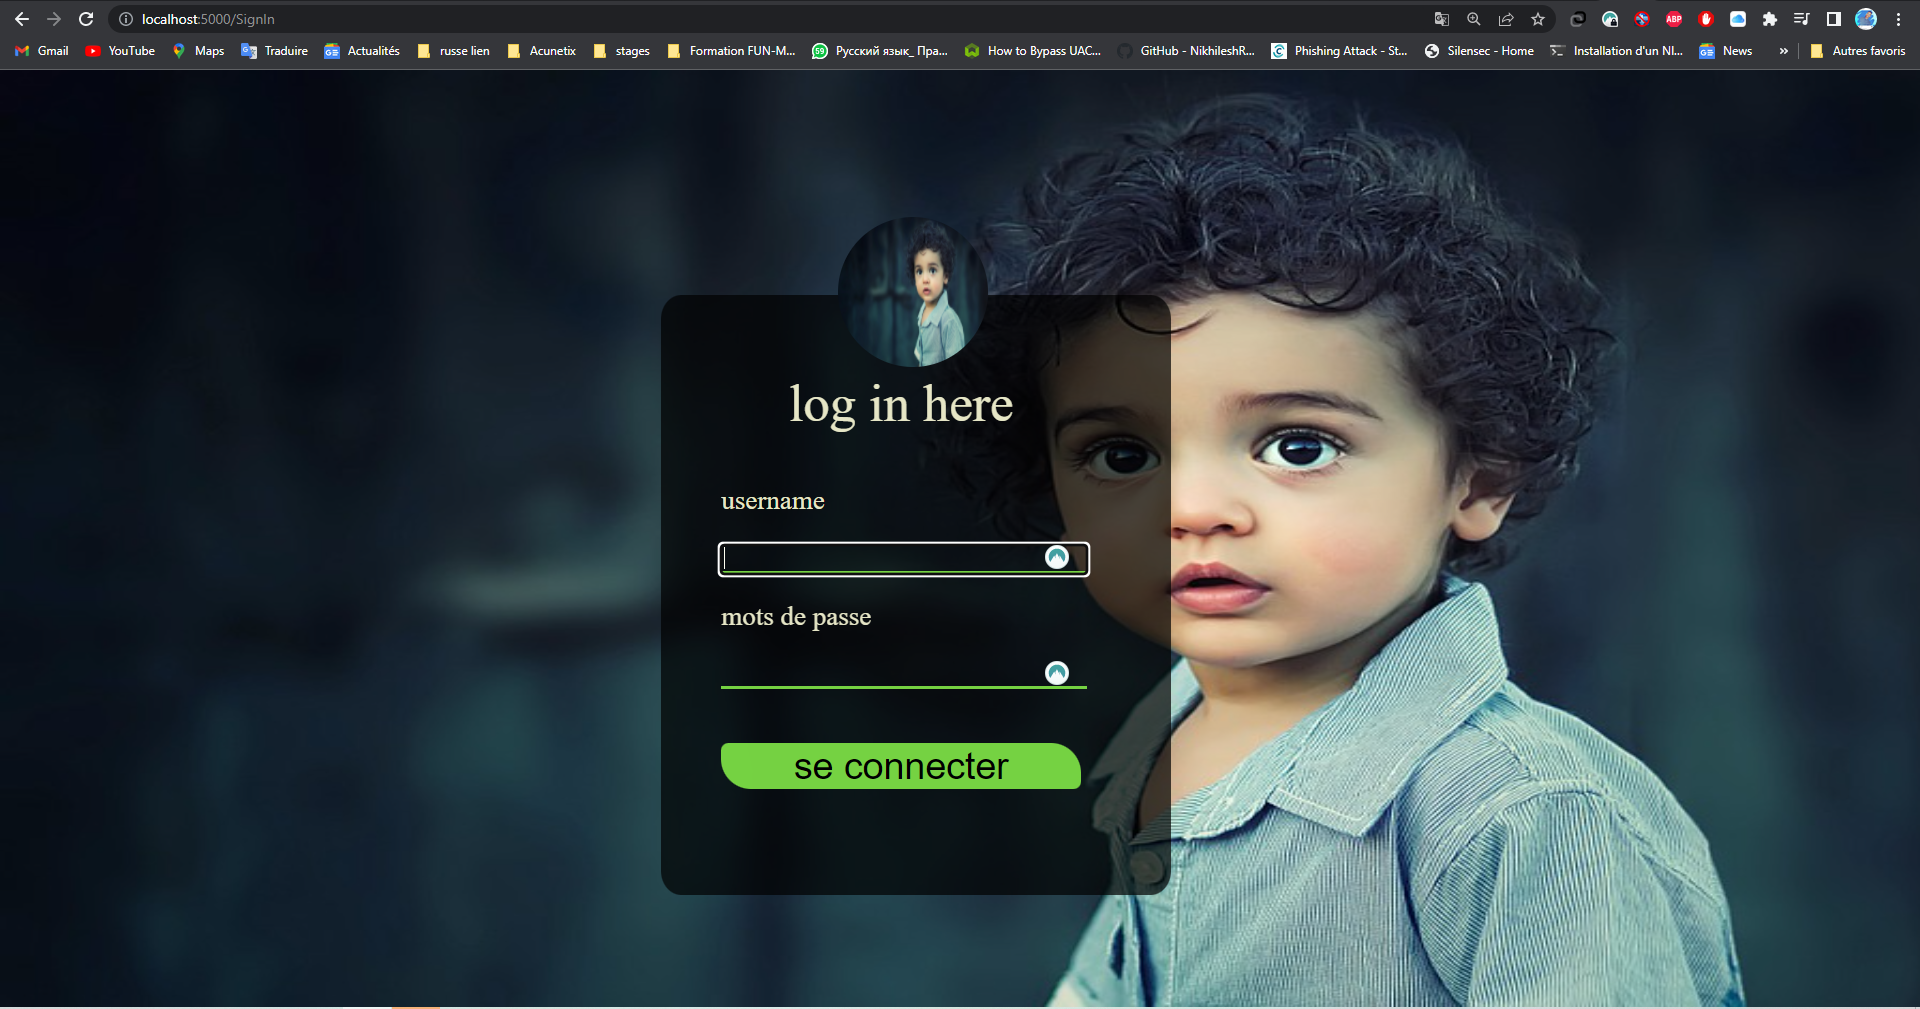 localhost:5000/SignIn
Gmail YouTube Maps Traduire Actualités russe lien Acunetix stages Formation FUN-M... Русский язык_ Пра... How to Bypass UAC... GitHub - NikhileshR... Phishing Attack - St... Silensec - Home Installation d'un NI... News » Autres favoris
log in here
username
mots de passe
se connecter